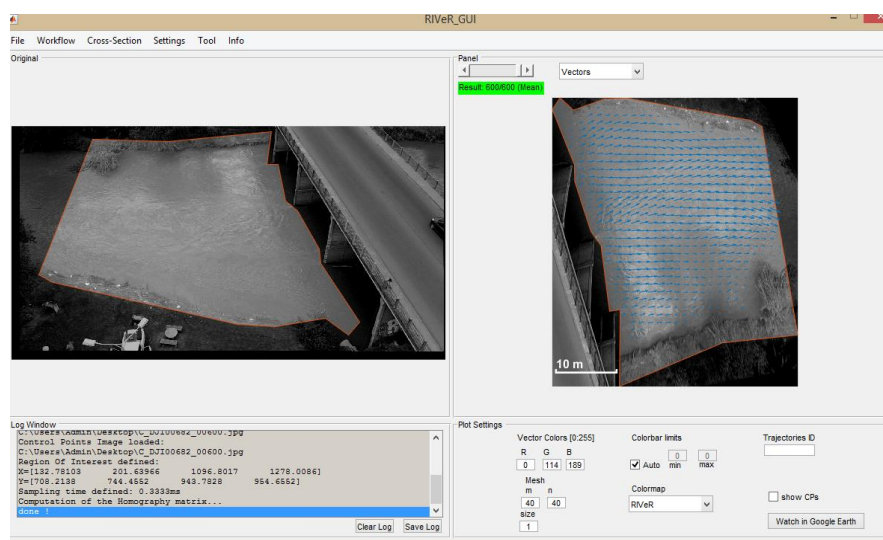 RIVeR_GUI
File Workflow Cross-Section Settings Tool Info
Original
Panel
Vectors
Result: 600/600 (Mean)
10 m
Log Window
C:\Users\Admin\Desktop\C_DJI00682_00600.jpg
Control Points Image loaded:
C:\Users\Admin\Desktop\C_DJI00682_00600.jpg
Region Of Interest defined:
X=[132.78103 201.63966 1096.8017 1278.0086]
Y=[708.2138 744.4552 943.7828 954.6552]
Sampling time defined: 0.3333ms
Computation of the Homography matrix...
done !
Clear Log Save Log
Plot Settings
Vector Colors [0:255]
R G B
0 114 189
Mesh
m n
40 40
size
1
Colorbar limits
0 0
Auto min max
Colormap
RIVeR
Trajectories ID
show CPs
Watch in Google Earth